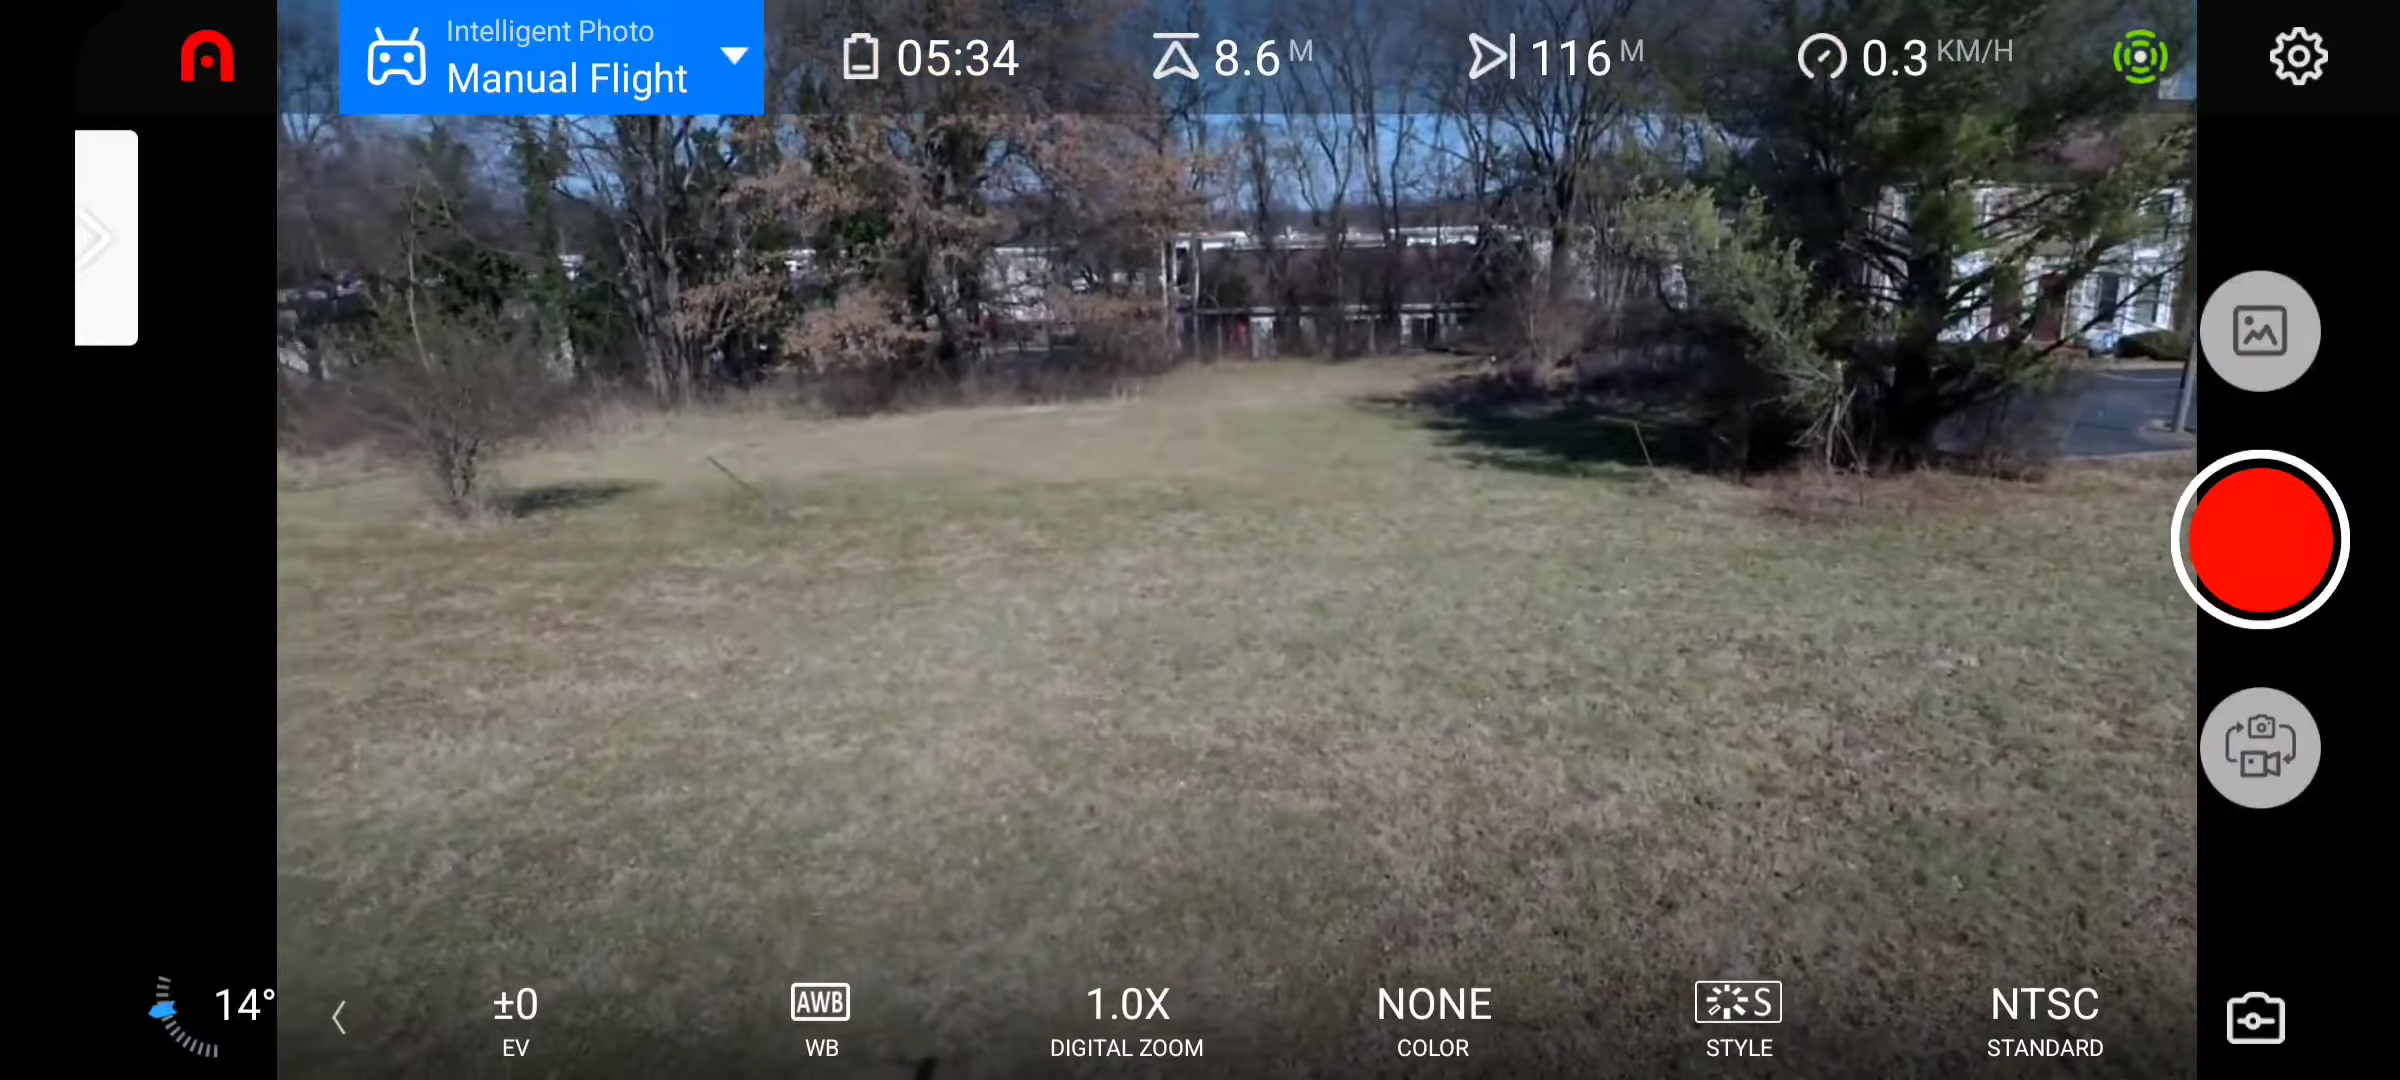 Intelligent Photo
Manual Flight
05:34
8.6 M
116 M
0.3 KM/H
14°
±0
EV
AWB
WB
1.0X
DIGITAL ZOOM
NONE
COLOR
S
STYLE
NTSC
STANDARD